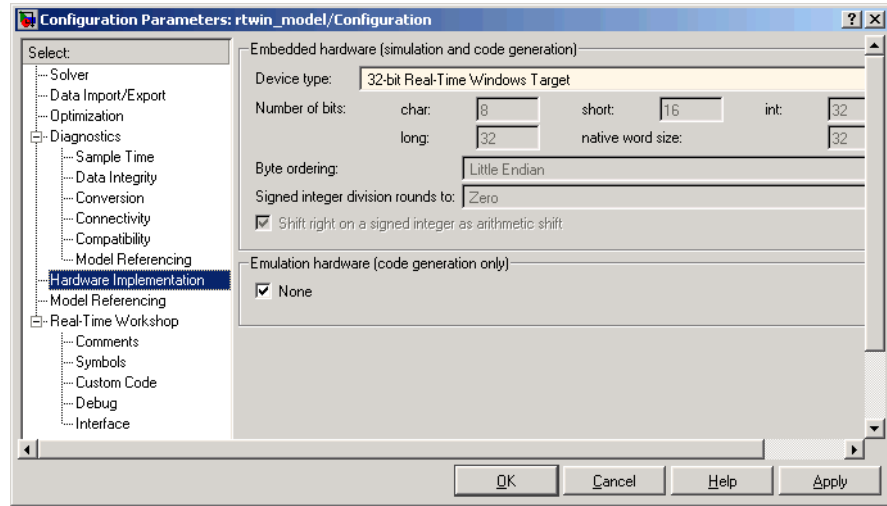 Configuration Parameters: rtwin_model/Configuration
Select:
Solver
Data Import/Export
Optimization
Diagnostics
Sample Time
Data Integrity
Conversion
Connectivity
Compatibility
Model Referencing
Hardware Implementation
Model Referencing
Real-Time Workshop
Comments
Symbols
Custom Code
Debug
Interface
Embedded hardware (simulation and code generation)
Device type: 32-bit Real-Time Windows Target
Number of bits: char: 8 short: 16 int: 32
long: 32 native word size: 32
Byte ordering: Little Endian
Signed integer division rounds to: Zero
Shift right on a signed integer as arithmetic shift
Emulation hardware (code generation only)
None
OK Cancel Help Apply